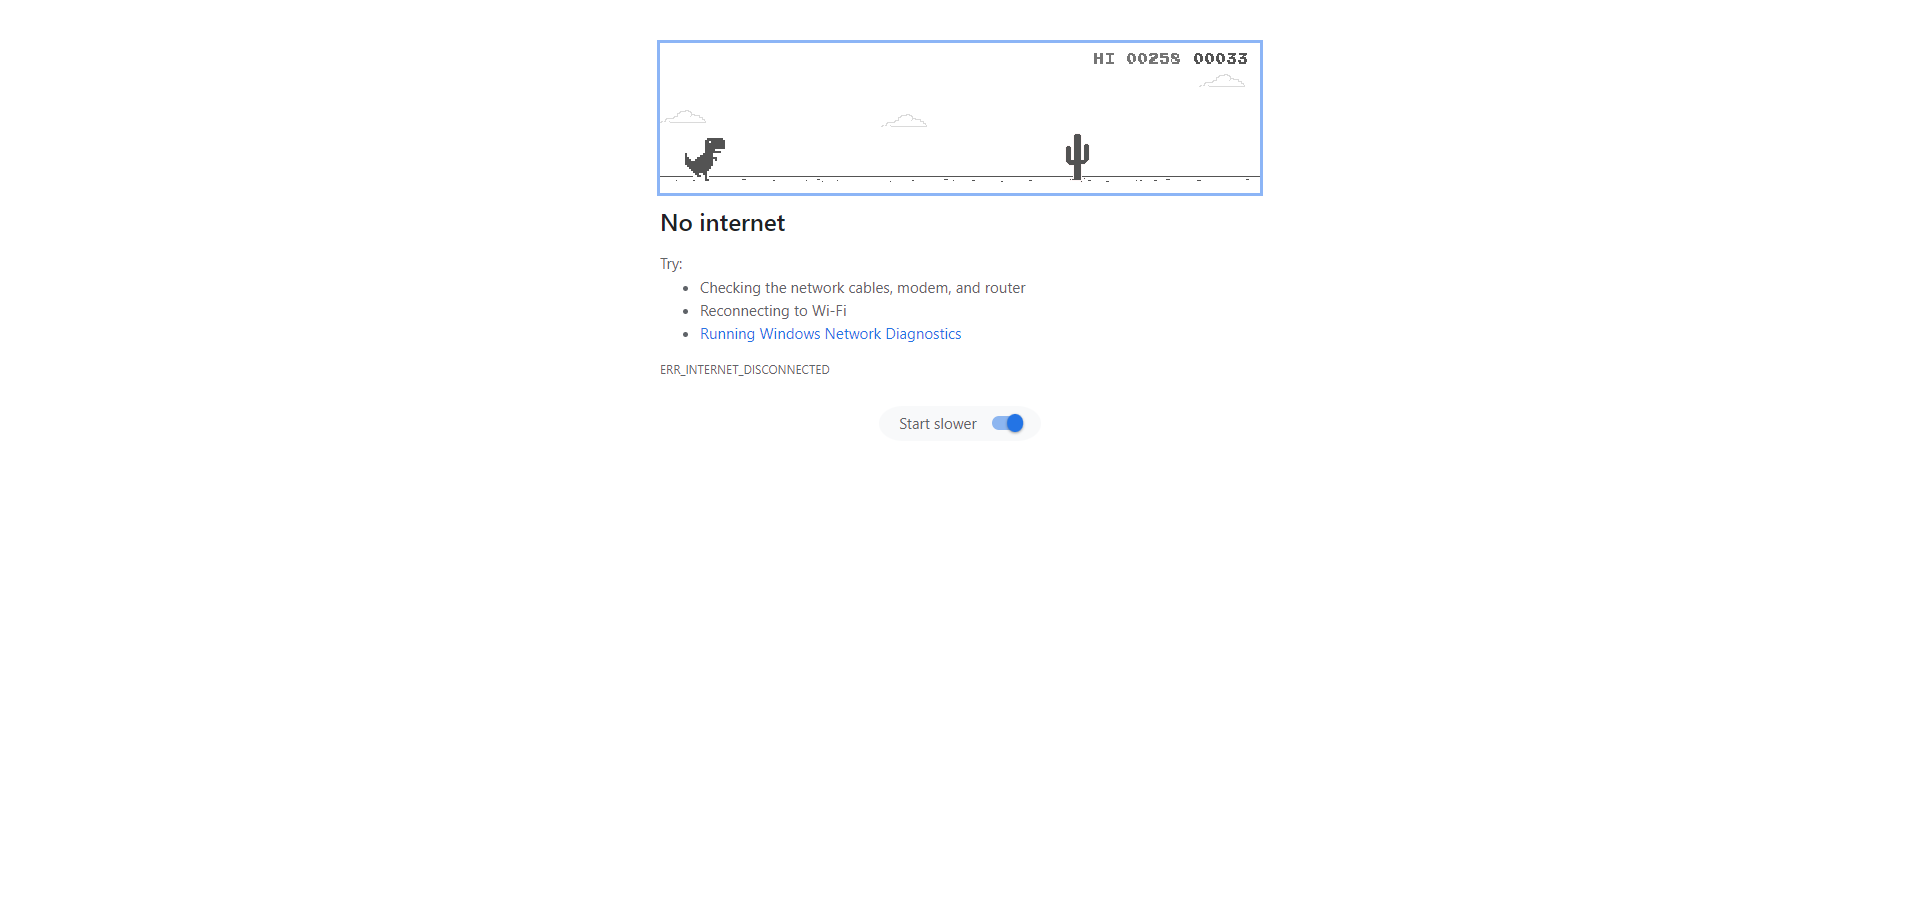 HI 00258 00033
No internet
Try:
Checking the network cables, modem, and router
Reconnecting to Wi-Fi
Running Windows Network Diagnostics
ERR_INTERNET_DISCONNECTED
Start slower